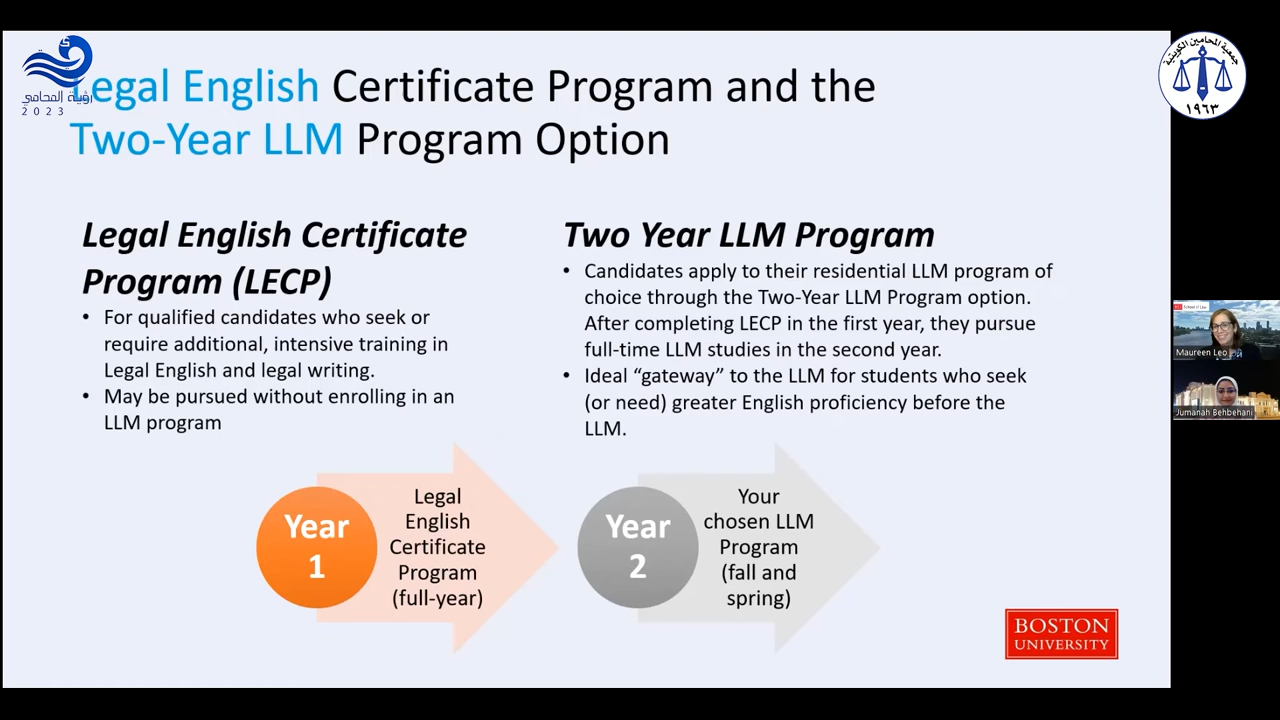 رؤية المحامي
2023
جمعية المحامين الكويتية
١٩٦٣
Legal English Certificate Program and the
Two-Year LLM Program Option
Legal English Certificate
Program (LECP)
• For qualified candidates who seek or
require additional, intensive training in
Legal English and legal writing.
• May be pursued without enrolling in an
LLM program
Two Year LLM Program
• Candidates apply to their residential LLM program of
choice through the Two-Year LLM Program option.
After completing LECP in the first year, they pursue
full-time LLM studies in the second year.
• Ideal “gateway” to the LLM for students who seek
(or need) greater English proficiency before the
LLM.
Year
1
Legal
English
Certificate
Program
(full-year)
Year
2
Your
chosen LLM
Program
(fall and
spring)
BOSTON
UNIVERSITY
Maureen Leo
Jumanah Behbehani